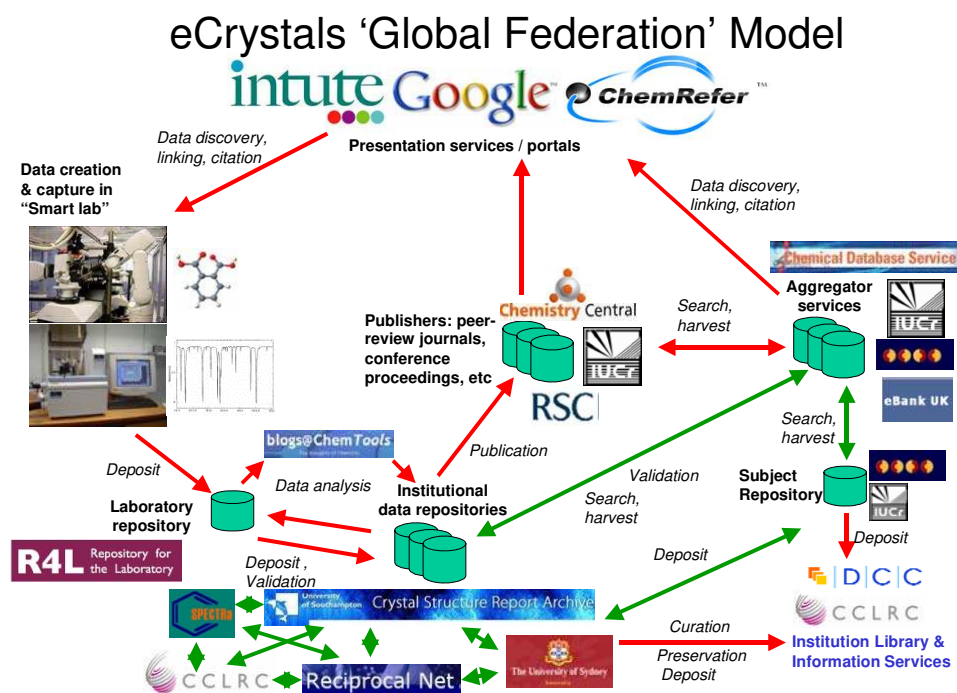 eCrystals ‘Global Federation’ Model
intute Google ChemRefer
TM
Presentation services / portals
Data discovery,
linking, citation
Data creation
& capture in
“Smart lab”
Data discovery,
linking, citation
Chemical Database Service
Aggregator
services
IUCr
eBank UK
Chemistry Central
Publishers: peer-
review journals,
conference
proceedings, etc
IUCr
RSC
Search,
harvest
Search,
harvest
blogs@ChemTools
Publication
Deposit
Data analysis
Institutional
data repositories
Validation
Search,
harvest
Subject
Repository
IUCr
Laboratory
repository
R4L Repository for
the Laboratory
Deposit ,
Validation
Deposit
Deposit
DCC
CCLRC
Institution Library &
Information Services
SPECTRa
University
of Southampton
Crystal Structure Report Archive
Curation
Preservation
Deposit
CCLRC
Reciprocal Net
The University of Sydney